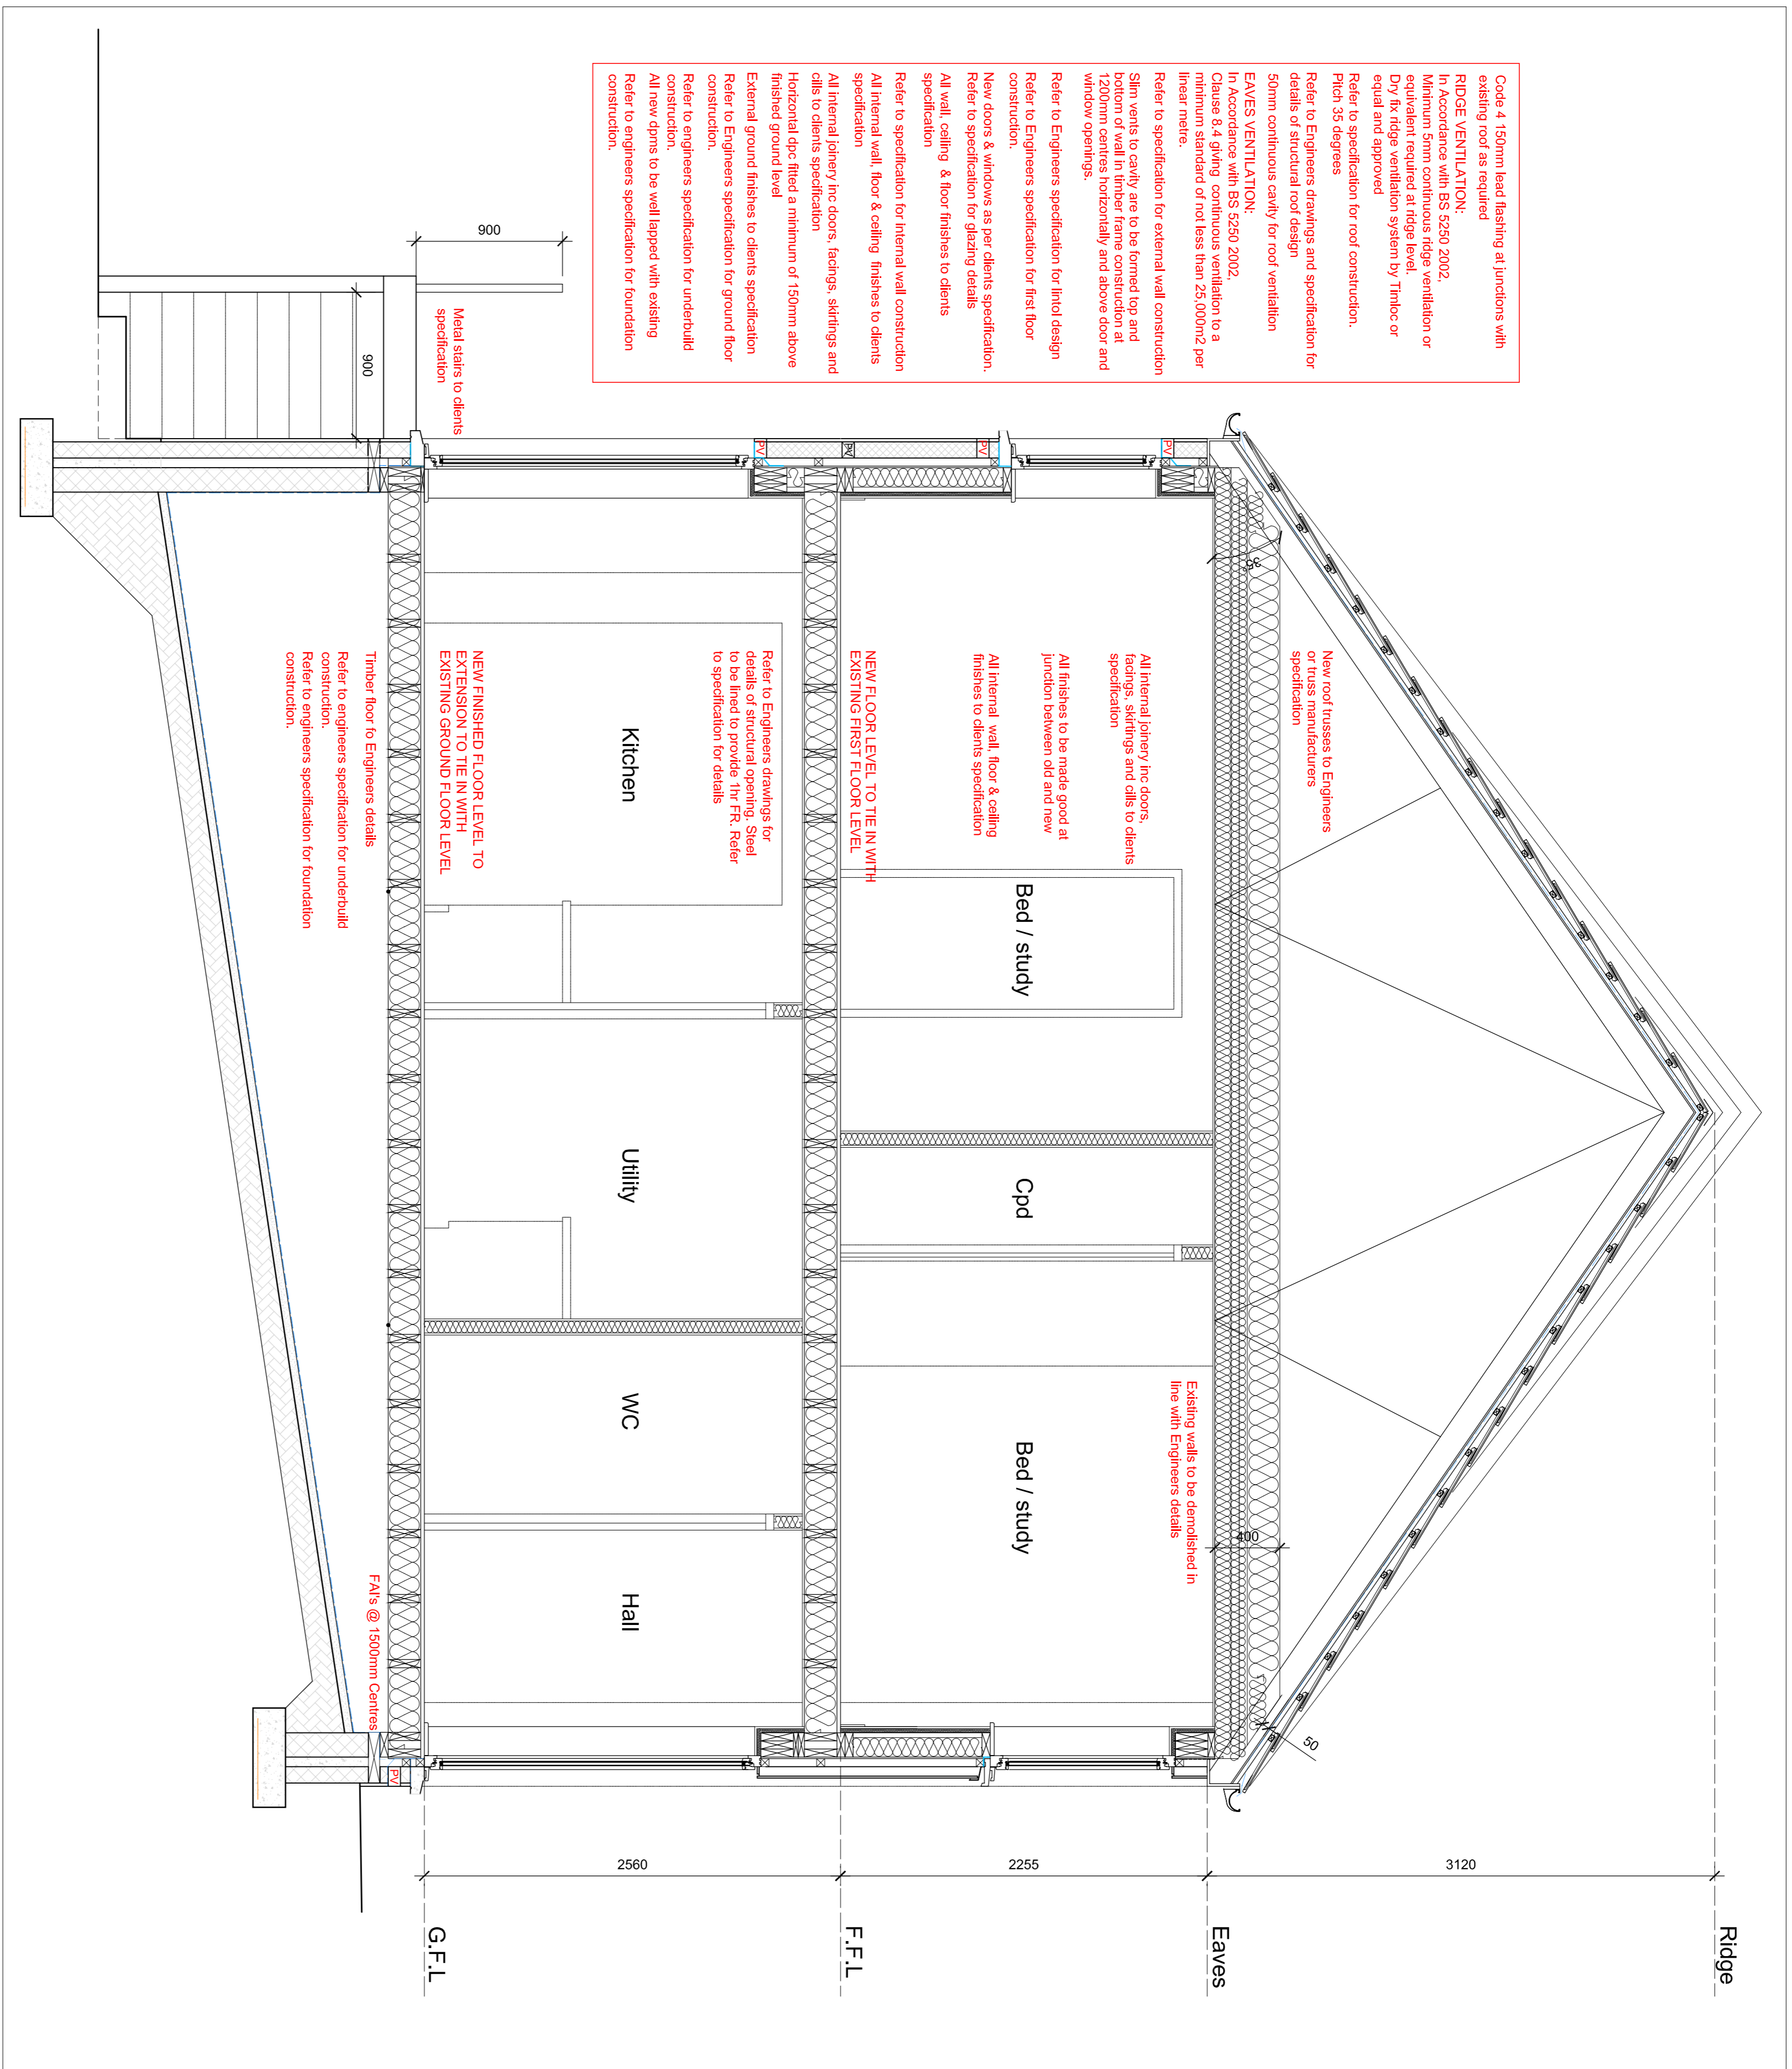 Code 4 150mm lead flashing at junctions with
existing roof as required
RIDGE VENTILATION:
In Accordance with BS 5250 2002,
Minimum 5mm continuous ridge ventilation or
equivalent required at ridge level.
Dry fix ridge ventilation system by Timloc or
equal and approved
Refer to specification for roof construction.
Pitch 35 degrees
Refer to Engineers drawings and specification for
details of structural roof design
50mm continuous cavity for roof ventialtion
EAVES VENTILATION:
In Accordance with BS 5250 2002,
Clause 8.4 giving continuous ventilation to a
minimum standard of not less than 25,000m2 per
linear metre.
Refer to specification for external wall construction
Slim vents to cavity are to be formed top and
bottom of wall in timber frame construction at
1200mm centres horizontally and above door and
window openings.
Refer to Engineers specification for lintol design
Refer to Engineers specification for first floor
construction.
New doors & windows as per clients specification.
Refer to specification for glazing details
All wall, ceiling & floor finishes to clients
specification
Refer to specification for internal wall construction
All internal wall, floor & ceiling finishes to clients
specification
All internal joinery inc doors, facings, skirtings and
cills to clients specification
Horizontal dpc fitted a minimum of 150mm above
finished ground level
External ground finishes to clients specification
Refer to Engineers specification for ground floor
construction.
Refer to engineers specification for underbuild
construction.
All new dpms to be well lapped with existing
Refer to engineers specification for foundation
construction.
900
900
Metal stairs to clients
specification
PV
PV
PV
PV
35°
New roof trusses to Engineers
or truss manufacturers
specification
All internal joinery inc doors,
facings, skirtings and cills to clients
specification
All finishes to be made good at
junction between old and new
All internal wall, floor & ceiling
finishes to clients specification
NEW FLOOR LEVEL TO TIE IN WITH
EXISTING FIRST FLOOR LEVEL
Bed / study
Cpd
Bed / study
Existing walls to be demolished in
line with Engineers details
400
50
Refer to Engineers drawings for
details of structural opening. Steel
to be lined to provide 1hr FR. Refer
to specification for details
Kitchen
Utility
WC
Hall
NEW FINISHED FLOOR LEVEL TO
EXTENSION TO TIE IN WITH
EXISTING GROUND FLOOR LEVEL
Timber floor fo Engineers details
Refer to engineers specification for underbuild
construction.
Refer to engineers specification for foundation
construction.
FAI's @ 1500mm Centres
PV
3120
2255
2560
Ridge
Eaves
F.F.L
G.F.L